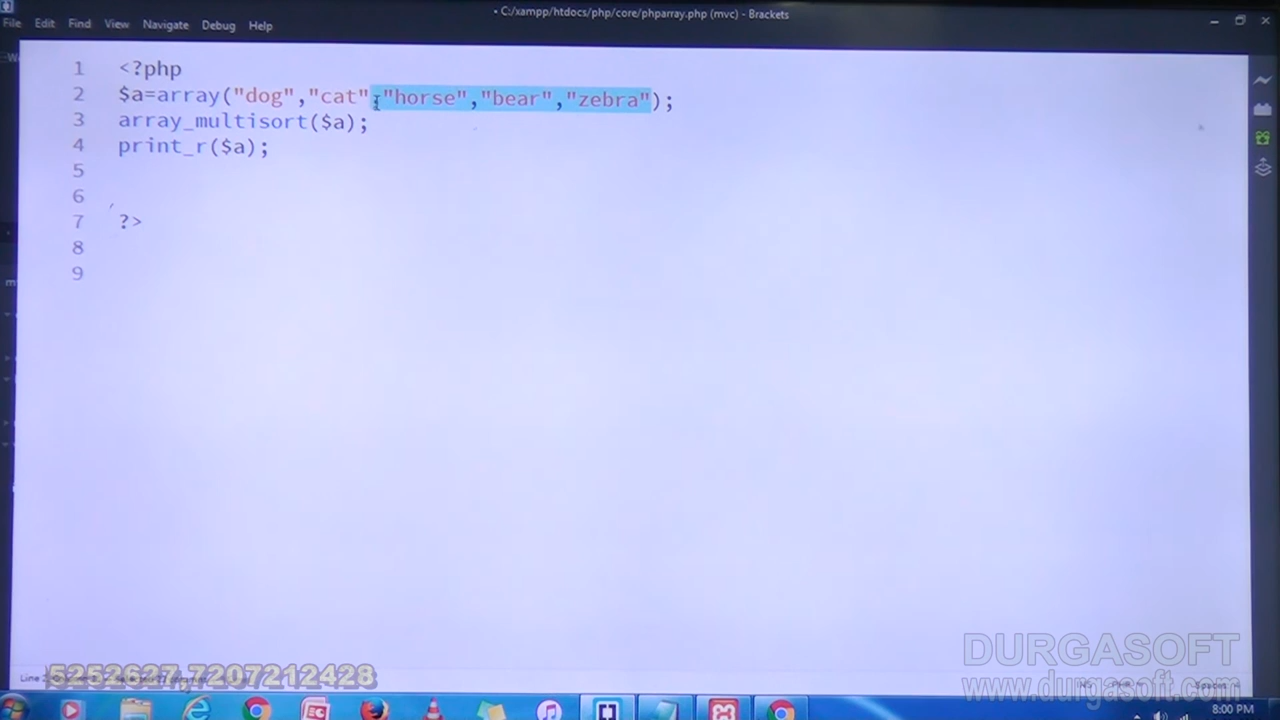 • C:/xampp/htdocs/php/core/phparray.php (mvc) - Brackets
File Edit Find View Navigate Debug Help
1 <?php
2 $a=array("dog","cat","horse","bear","zebra");
3 array_multisort($a);
4 print_r($a);
5
6
7 ?>
8
9
DURGASOFT
www.durgasoft.com
5252627,7207212428
8:00 PM